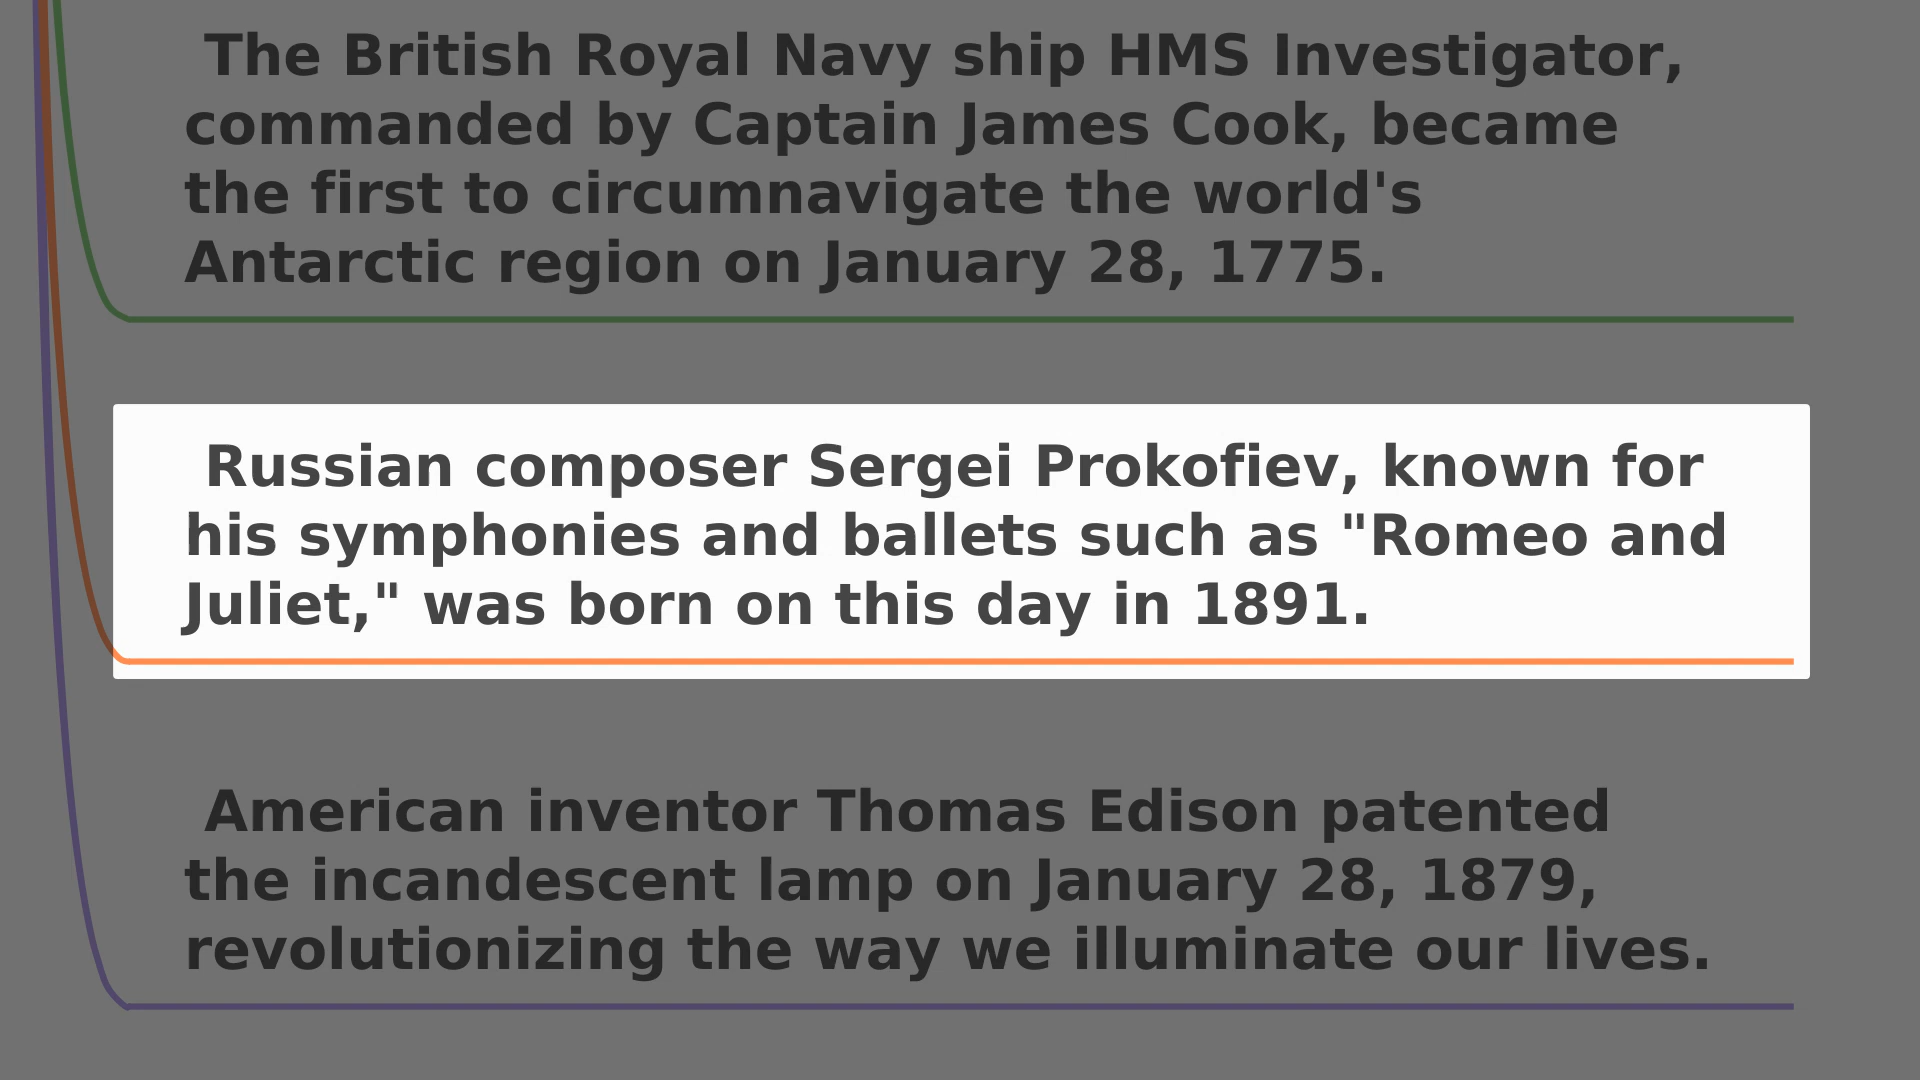 The British Royal Navy ship HMS Investigator,
commanded by Captain James Cook, became
the first to circumnavigate the world's
Antarctic region on January 28, 1775.
Russian composer Sergei Prokofiev, known for
his symphonies and ballets such as "Romeo and
Juliet," was born on this day in 1891.
American inventor Thomas Edison patented
the incandescent lamp on January 28, 1879,
revolutionizing the way we illuminate our lives.